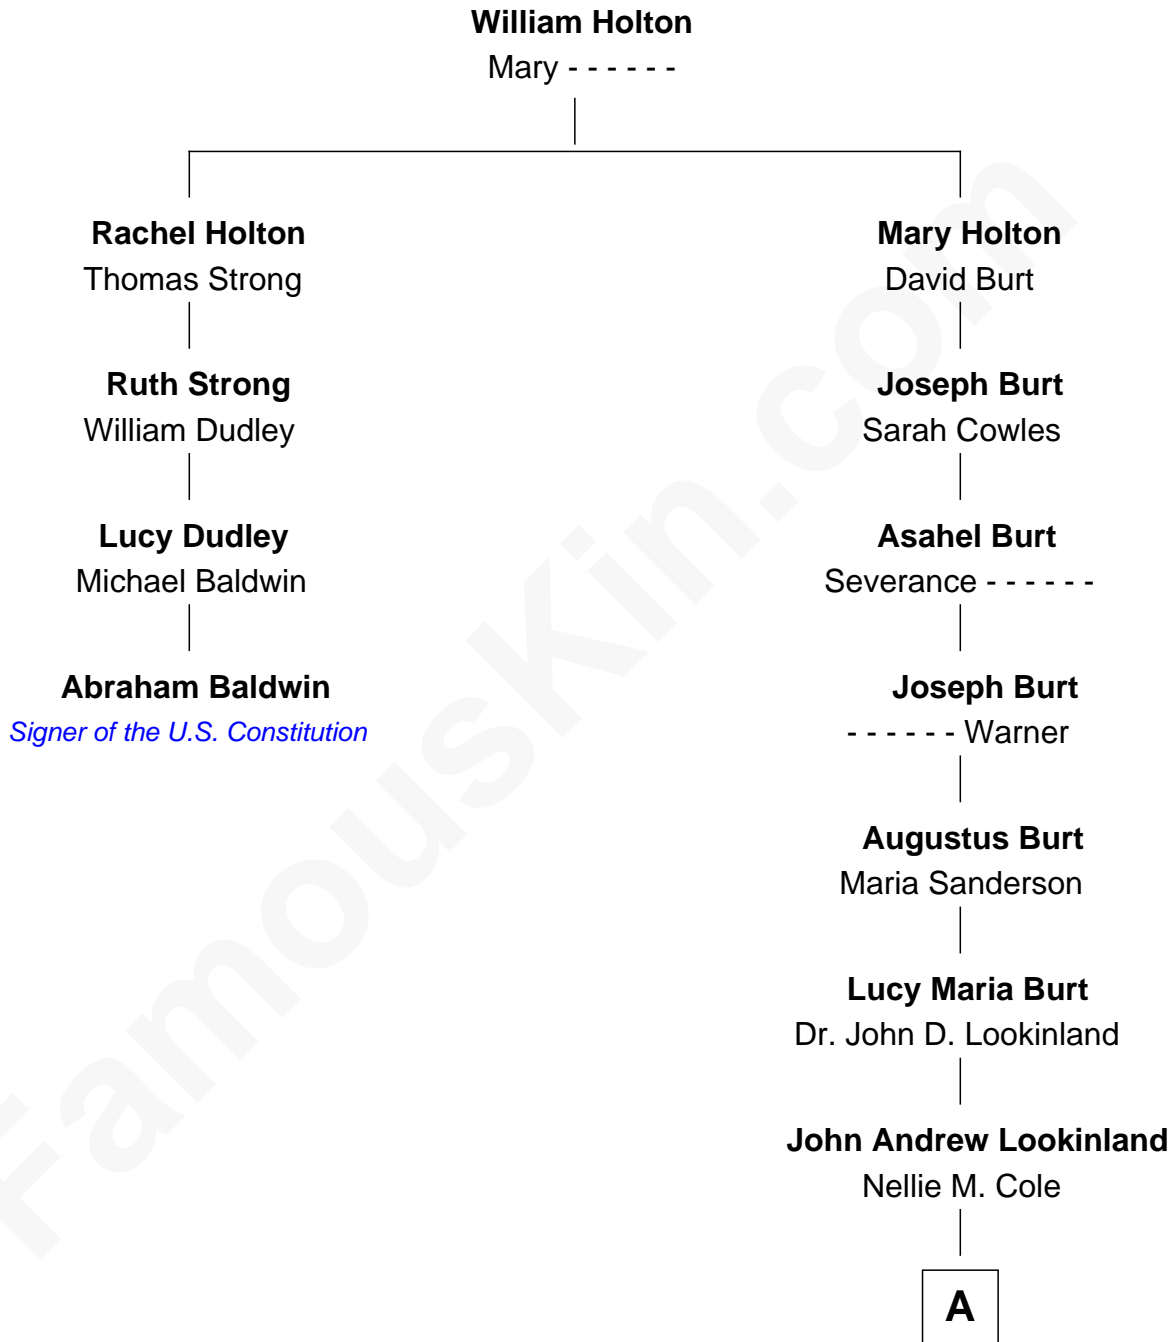 William Holton
Mary - - - - - -
Rachel Holton
Thomas Strong
Mary Holton
David Burt
Ruth Strong
William Dudley
Joseph Burt
Sarah Cowles
Lucy Dudley
Michael Baldwin
Asahel Burt
Severance - - - - - -
Abraham Baldwin
Signer of the U.S. Constitution
Joseph Burt
- - - - - - Warner
Augustus Burt
Maria Sanderson
Lucy Maria Burt
Dr. John D. Lookinland
John Andrew Lookinland
Nellie M. Cole
A
FamousKin.com